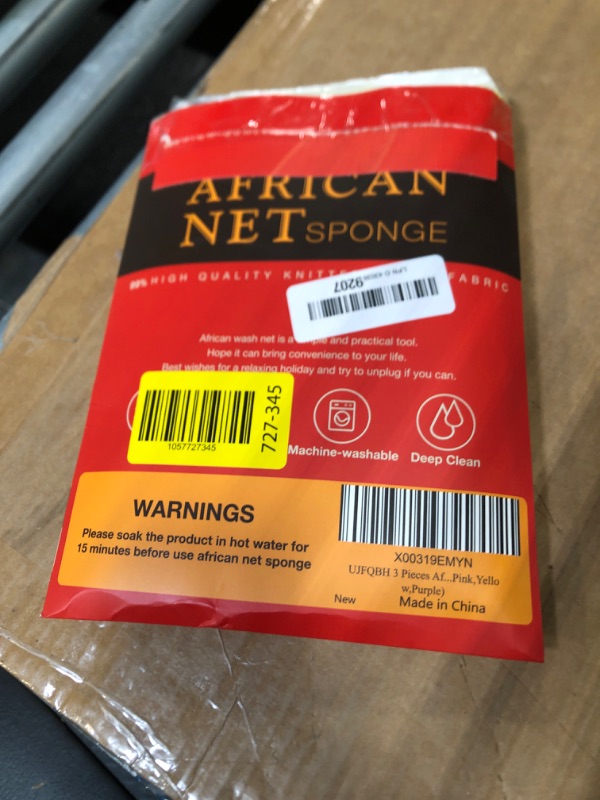 AFRICAN
NET SPONGE
HIGH QUALITY FABRIC
9207
African wash net is a and practical tool.
Hope it can bring convenience to your life.
Best wishes for a relaxing holiday and try to unplug if you can.
1057727345
727-345
Machine-washable
Deep Clean
WARNINGS
Please soak the product in hot water for
15 minutes before use african net sponge
X00319EMYN
UJFQBH 3 Pieces Af...Pink,Yello
w,Purple)
New
Made in China